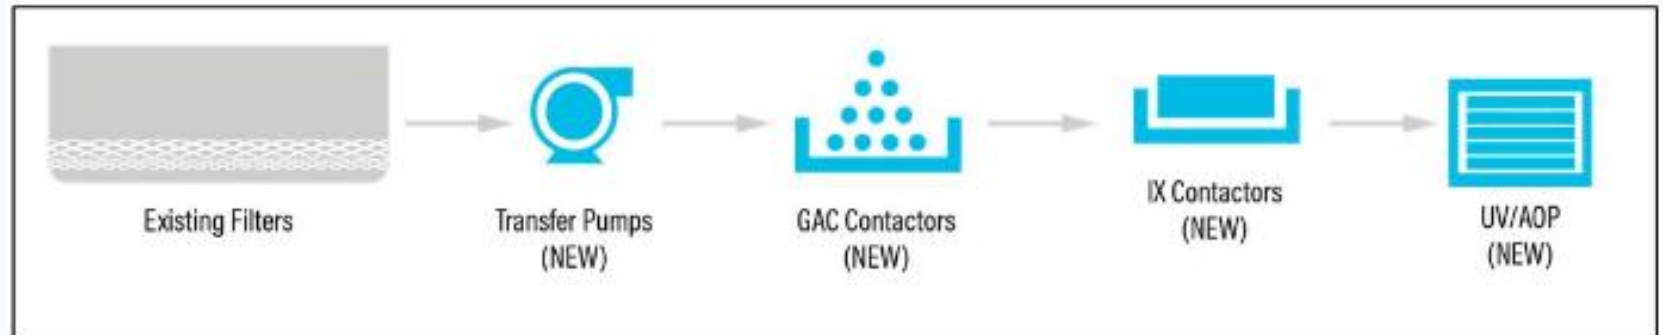 Existing Filters
Transfer Pumps
(NEW)
GAC Contactors
(NEW)
IX Contactors
(NEW)
UV/AOP
(NEW)